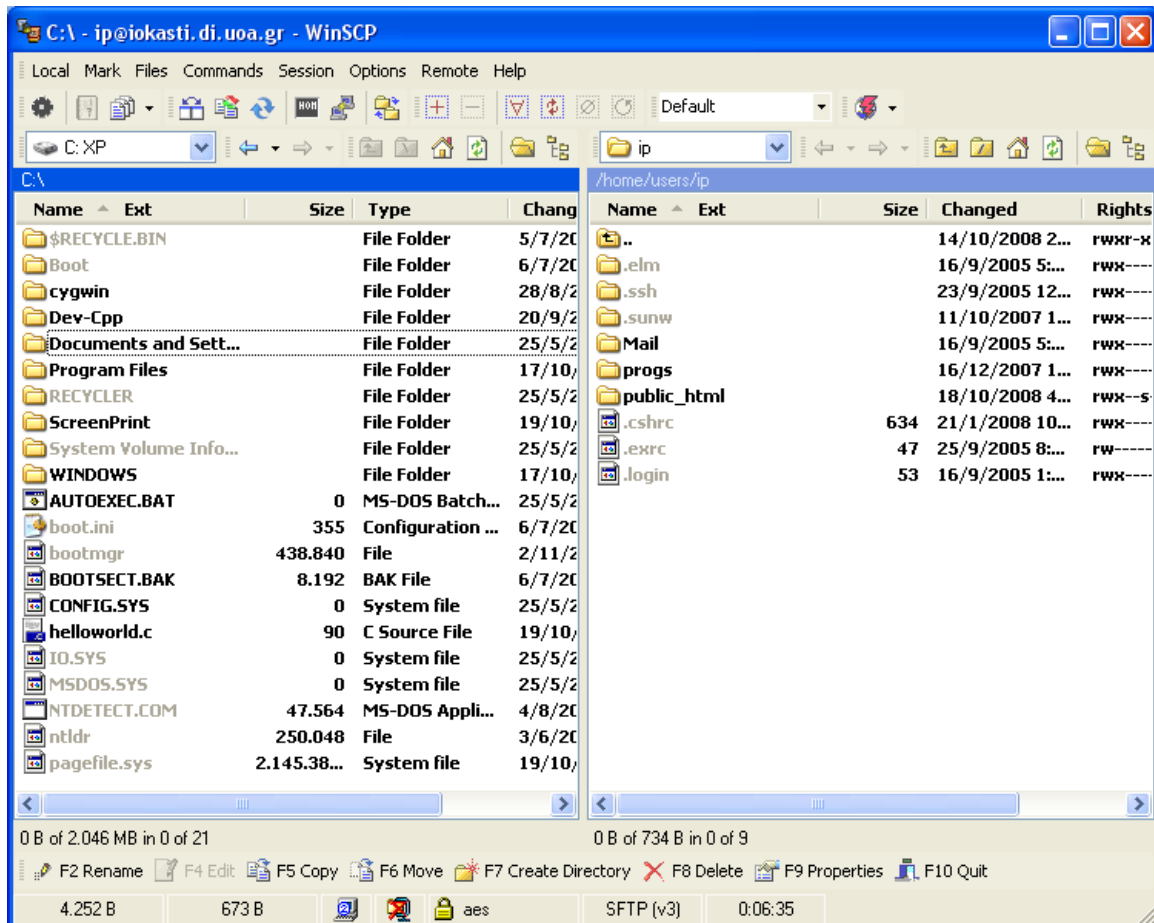 C:\ - ip@iokasti.di.uoa.gr - WinSCP
Local Mark Files Commands Session Options Remote Help
Default
C: XP
ip
C:\
/home/users/ip
Name Ext Size Type Chang
Name Ext Size Changed Rights
$RECYCLE.BIN File Folder 5/7/20
.. 14/10/2008 2... rwxr-x
Boot File Folder 6/7/20
.elm 16/9/2005 5:... rwx----
cygwin File Folder 28/8/2
.ssh 23/9/2005 12... rwx----
Dev-Cpp File Folder 20/9/2
.sunw 11/10/2007 1... rwx----
Documents and Sett... File Folder 25/5/2
Mail 16/9/2005 5:... rwx----
Program Files File Folder 17/10/
progs 16/12/2007 1... rwx----
RECYCLER File Folder 25/5/2
public_html 18/10/2008 4... rwx--s
ScreenPrint File Folder 19/10/
.cshrc 634 21/1/2008 10... rwx----
System Volume Info... File Folder 25/5/2
.exrc 47 25/9/2005 8:... rw-----
WINDOWS File Folder 17/10/
.login 53 16/9/2005 1:... rwx----
AUTOEXEC.BAT 0 MS-DOS Batch... 25/5/2
boot.ini 355 Configuration ... 6/7/20
bootmgr 438.840 File 2/11/2
BOOTSECT.BAK 8.192 BAK File 6/7/20
CONFIG.SYS 0 System file 25/5/2
helloworld.c 90 C Source File 19/10/
IO.SYS 0 System file 25/5/2
MSDOS.SYS 0 System file 25/5/2
NTDETECT.COM 47.564 MS-DOS Appli... 4/8/20
ntldr 250.048 File 3/6/20
pagefile.sys 2.145.38... System file 19/10/
0 B of 2.046 MB in 0 of 21
0 B of 734 B in 0 of 9
F2 Rename F4 Edit F5 Copy F6 Move F7 Create Directory F8 Delete F9 Properties F10 Quit
4.252 B 673 B aes SFTP (v3) 0:06:35